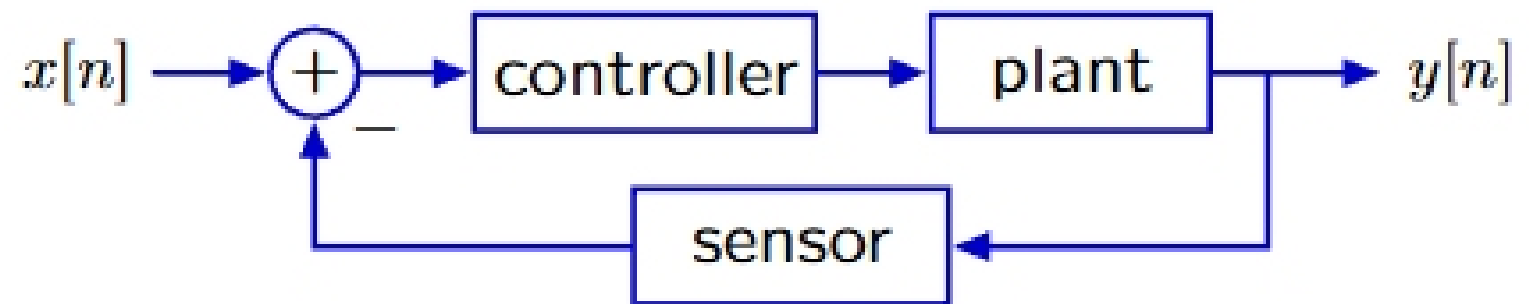 x[n] + controller plant y[n]
−
sensor